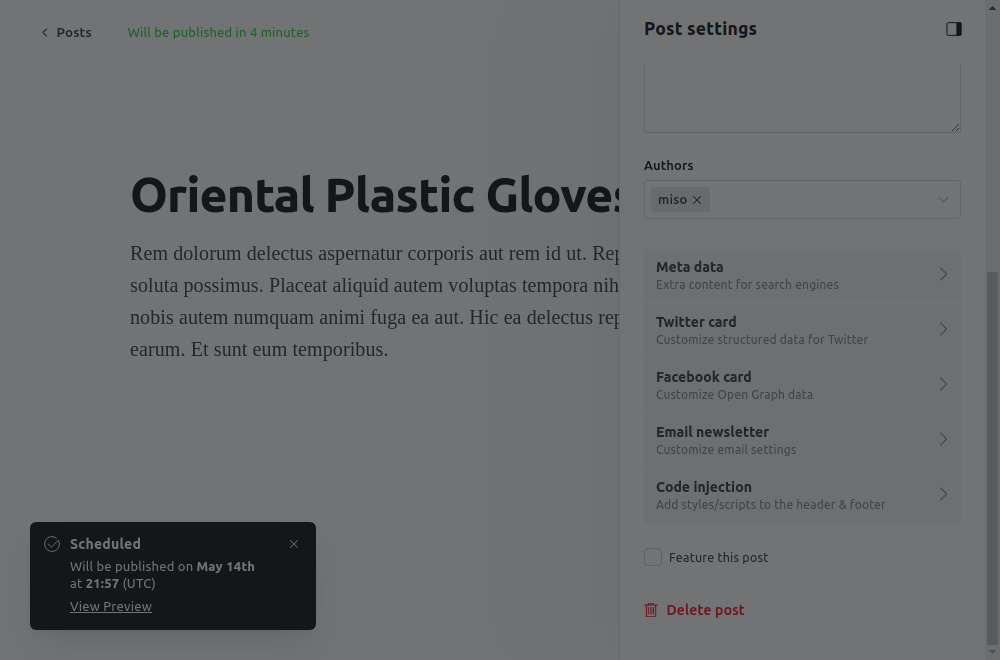 Posts
Will be published in 4 minutes
Post settings
Oriental Plastic Gloves
Rem dolorum delectus aspernatur corporis aut rem id ut.
soluta possimus. Placeat aliquid autem voluptas tempora
nobis autem numquam animi fuga ea aut. Hic ea delectus
earum. Et sunt eum temporibus.
Authors
miso
Meta data
Extra content for search engines
Twitter card
Customize structured data for Twitter
Facebook card
Customize Open Graph data
Email newsletter
Customize email settings
Code injection
Add styles/scripts to the header & footer
Feature this post
Delete post
Scheduled
Will be published on May 14th
at 21:57 (UTC)
View Preview